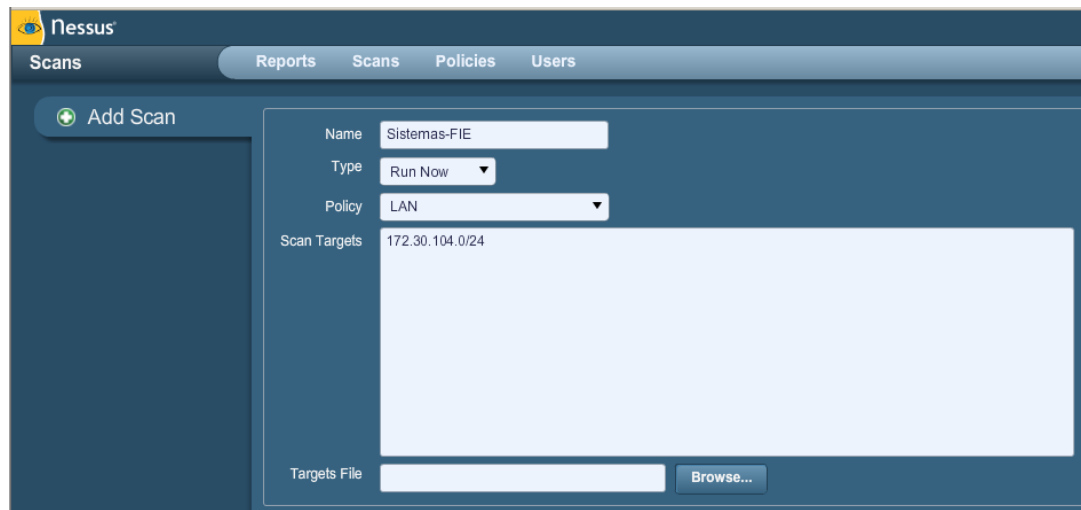 nessus
Scans
Reports Scans Policies Users
Add Scan
Name Sistemas-FIE
Type Run Now
Policy LAN
Scan Targets 172.30.104.0/24
Targets File Browse...